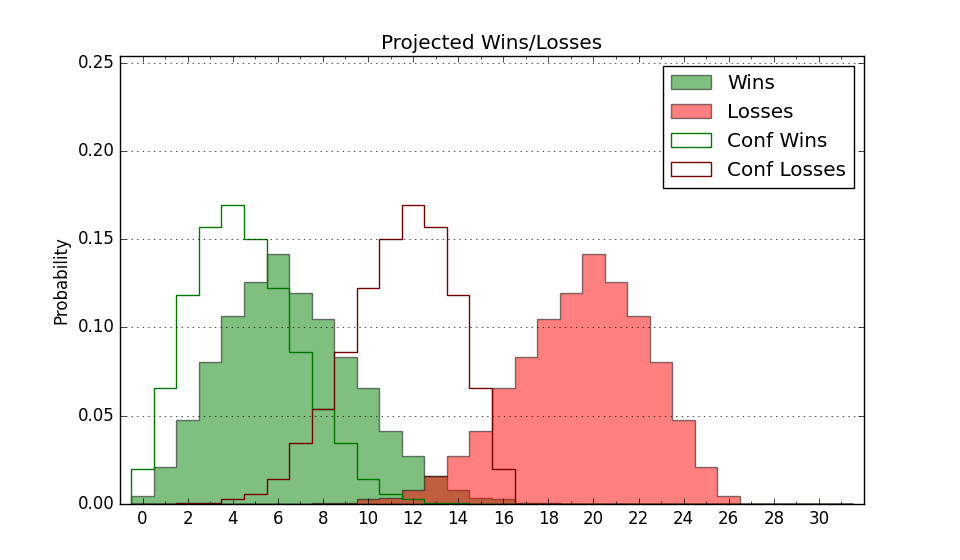 Projected Wins/Losses
0.25
0.20
0.15
0.10
0.05
0.00
Probability
Wins
Losses
Conf Wins
Conf Losses
0 2 4 6 8 10 12 14 16 18 20 22 24 26 28 30